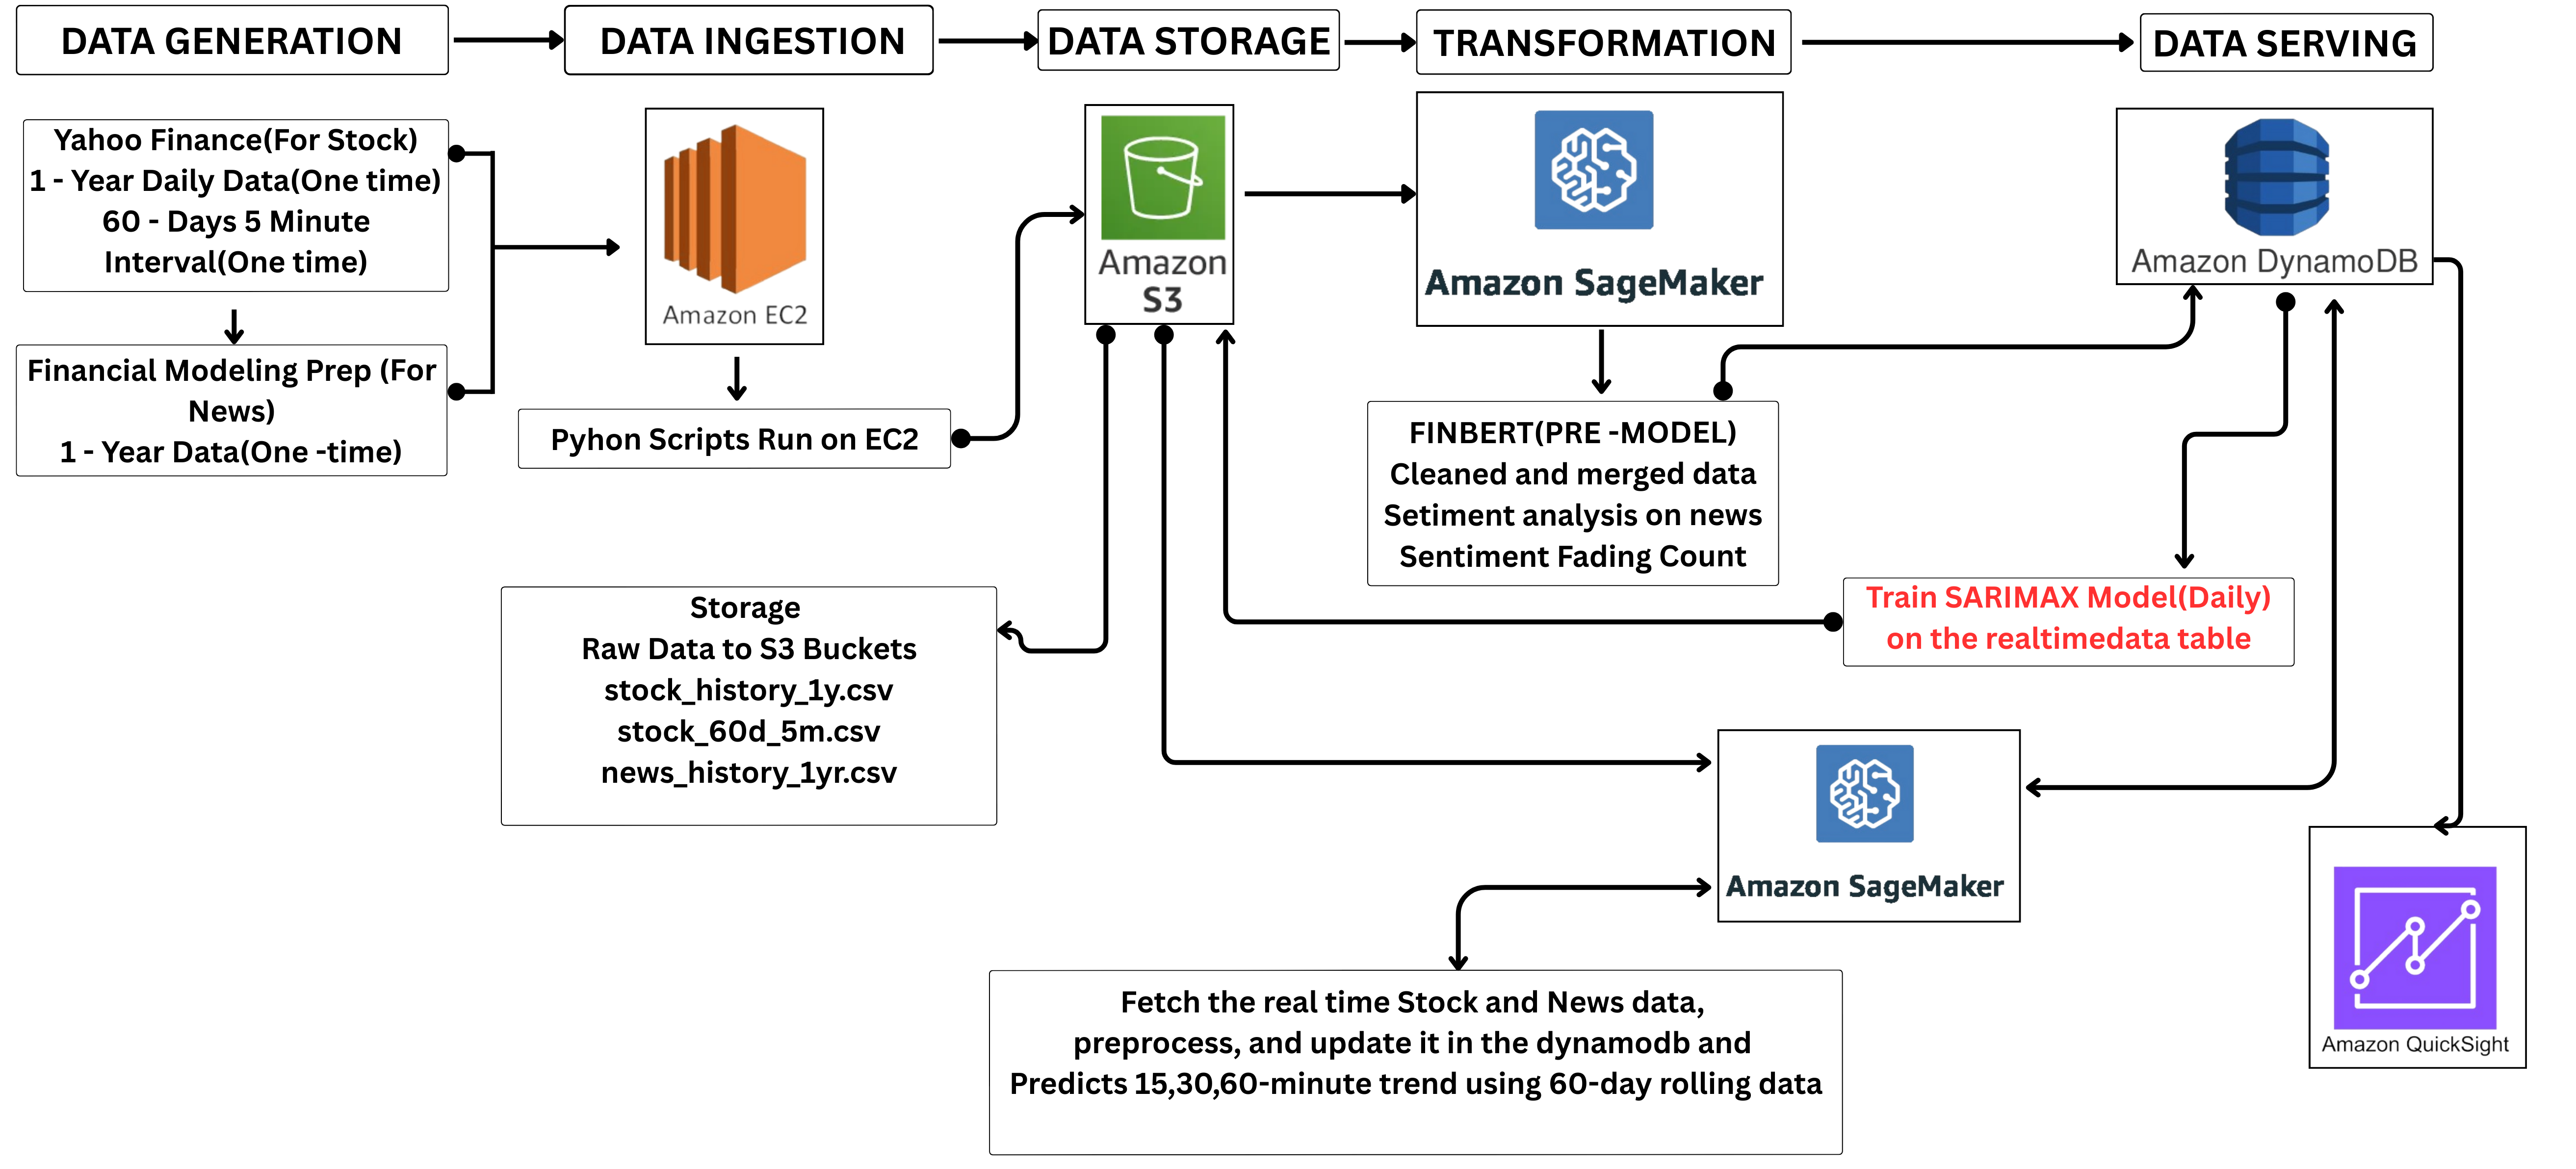 DATA GENERATION
DATA INGESTION
DATA STORAGE
TRANSFORMATION
DATA SERVING
Yahoo Finance(For Stock)
1 - Year Daily Data(One time)
60 - Days 5 Minute
Interval(One time)
Financial Modeling Prep (For
News)
1 - Year Data(One -time)
Amazon EC2
Pyhon Scripts Run on EC2
Amazon
S3
Storage
Raw Data to S3 Buckets
stock_history_1y.csv
stock_60d_5m.csv
news_history_1yr.csv
Amazon SageMaker
FINBERT(PRE -MODEL)
Cleaned and merged data
Setiment analysis on news
Sentiment Fading Count
Amazon DynamoDB
Train SARIMAX Model(Daily)
on the realtimedata table
Amazon SageMaker
Fetch the real time Stock and News data,
preprocess, and update it in the dynamodb and
Predicts 15,30,60-minute trend using 60-day rolling data
Amazon QuickSight